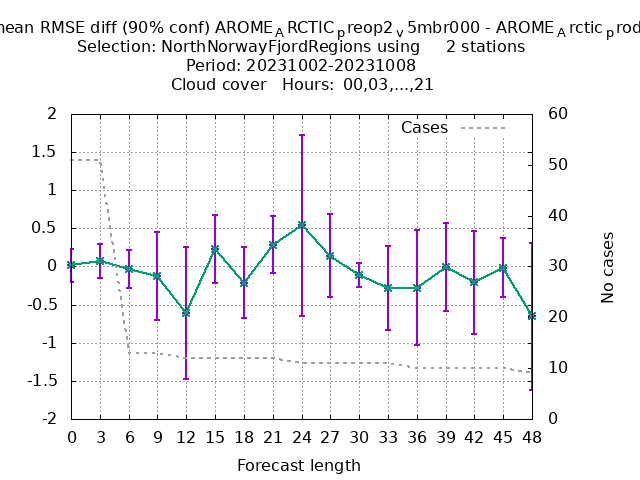 nean RMSE diff (90% conf) AROME_ARCTIC_preop2_v5mbr000 - AROME_Arctic_prod
Selection: NorthNorwayFjordRegions using 2 stations
Period: 20231002-20231008
Cloud cover Hours: 00,03,...,21
Cases
2
1.5
1
0.5
0
-0.5
-1
-1.5
-2
60
50
40
30
20
10
0
No cases
0 3 6 9 12 15 18 21 24 27 30 33 36 39 42 45 48
Forecast length